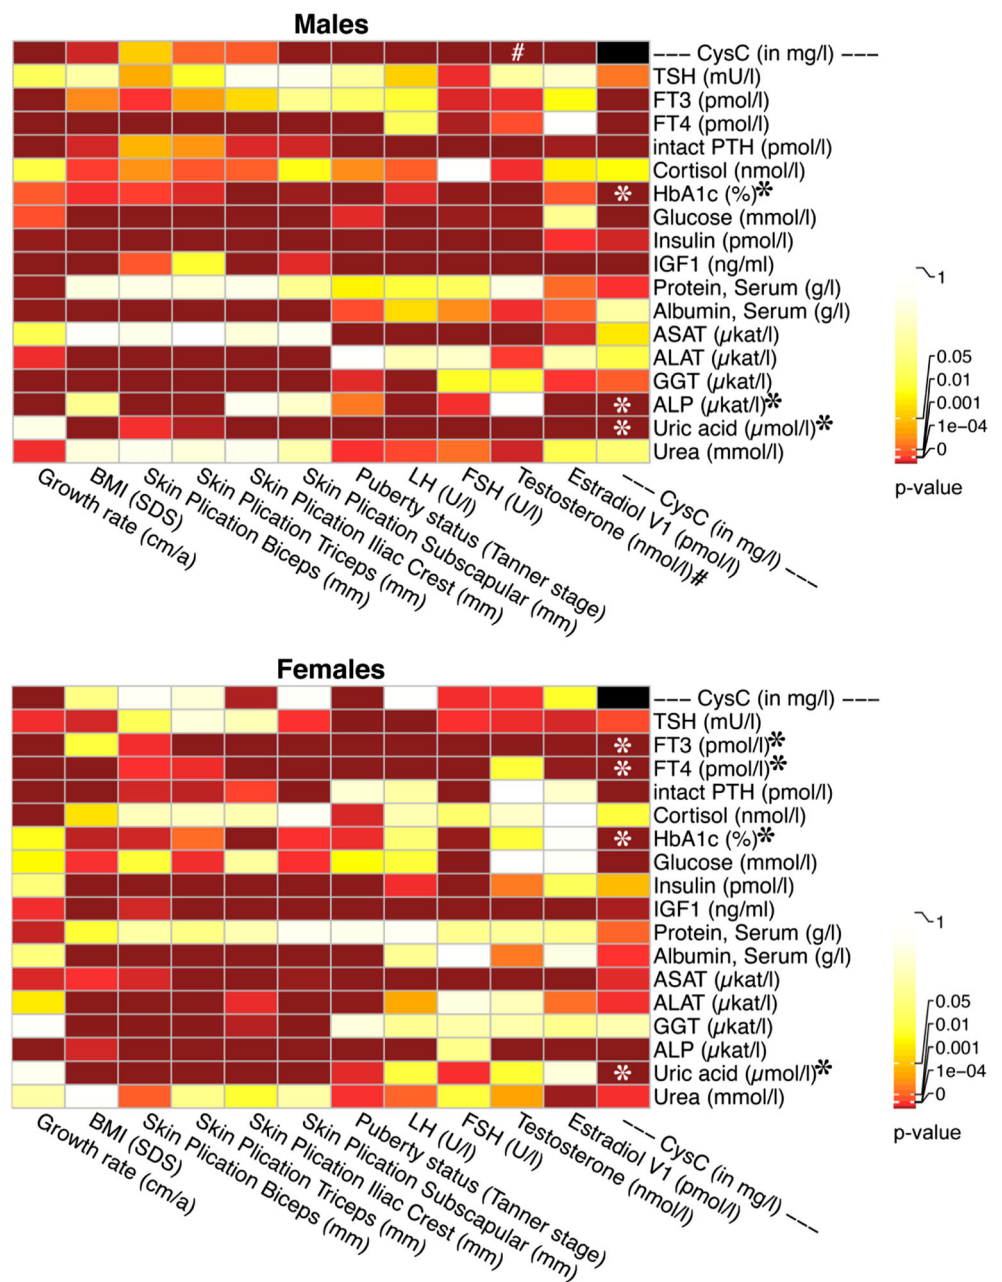 Males
#
--- CysC (in mg/l) ---
TSH (mU/l)
FT3 (pmol/l)
FT4 (pmol/l)
intact PTH (pmol/l)
Cortisol (nmol/l)
* HbA1c (%)*
Glucose (mmol/l)
Insulin (pmol/l)
IGF1 (ng/ml)
Protein, Serum (g/l)
Albumin, Serum (g/l)
ASAT (µkat/l)
ALAT (µkat/l)
GGT (µkat/l)
* ALP (µkat/l)*
* Uric acid (µmol/l)*
Urea (mmol/l)
1
0.05
0.01
0.001
1e−04
0
p-value
Growth rate (cm/a)
BMI (SDS)
Skin Plication Biceps (mm)
Skin Plication Triceps (mm)
Skin Plication Iliac Crest (mm)
Skin Plication Subscapular (mm)
Puberty status (Tanner stage)
LH (U/l)
FSH (U/l)
Testosterone (nmol/l)#
Estradiol V1 (pmol/l)
--- CysC (in mg/l) ---
Females
--- CysC (in mg/l) ---
TSH (mU/l)
* FT3 (pmol/l)*
* FT4 (pmol/l)*
intact PTH (pmol/l)
Cortisol (nmol/l)
* HbA1c (%)*
Glucose (mmol/l)
Insulin (pmol/l)
IGF1 (ng/ml)
Protein, Serum (g/l)
Albumin, Serum (g/l)
ASAT (µkat/l)
ALAT (µkat/l)
GGT (µkat/l)
ALP (µkat/l)
* Uric acid (µmol/l)*
Urea (mmol/l)
1
0.05
0.01
0.001
1e−04
0
p-value
Growth rate (cm/a)
BMI (SDS)
Skin Plication Biceps (mm)
Skin Plication Triceps (mm)
Skin Plication Iliac Crest (mm)
Skin Plication Subscapular (mm)
Puberty status (Tanner stage)
LH (U/l)
FSH (U/l)
Testosterone (nmol/l)
Estradiol V1 (pmol/l)
--- CysC (in mg/l) ---